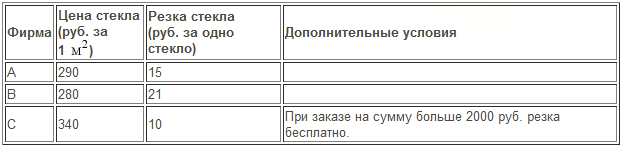 Фирма Цена стекла (руб. за 1 м²) Резка стекла (руб. за одно стекло) Дополнительные условия
A 290 15
B 280 21
C 340 10 При заказе на сумму больше 2000 руб. резка бесплатно.